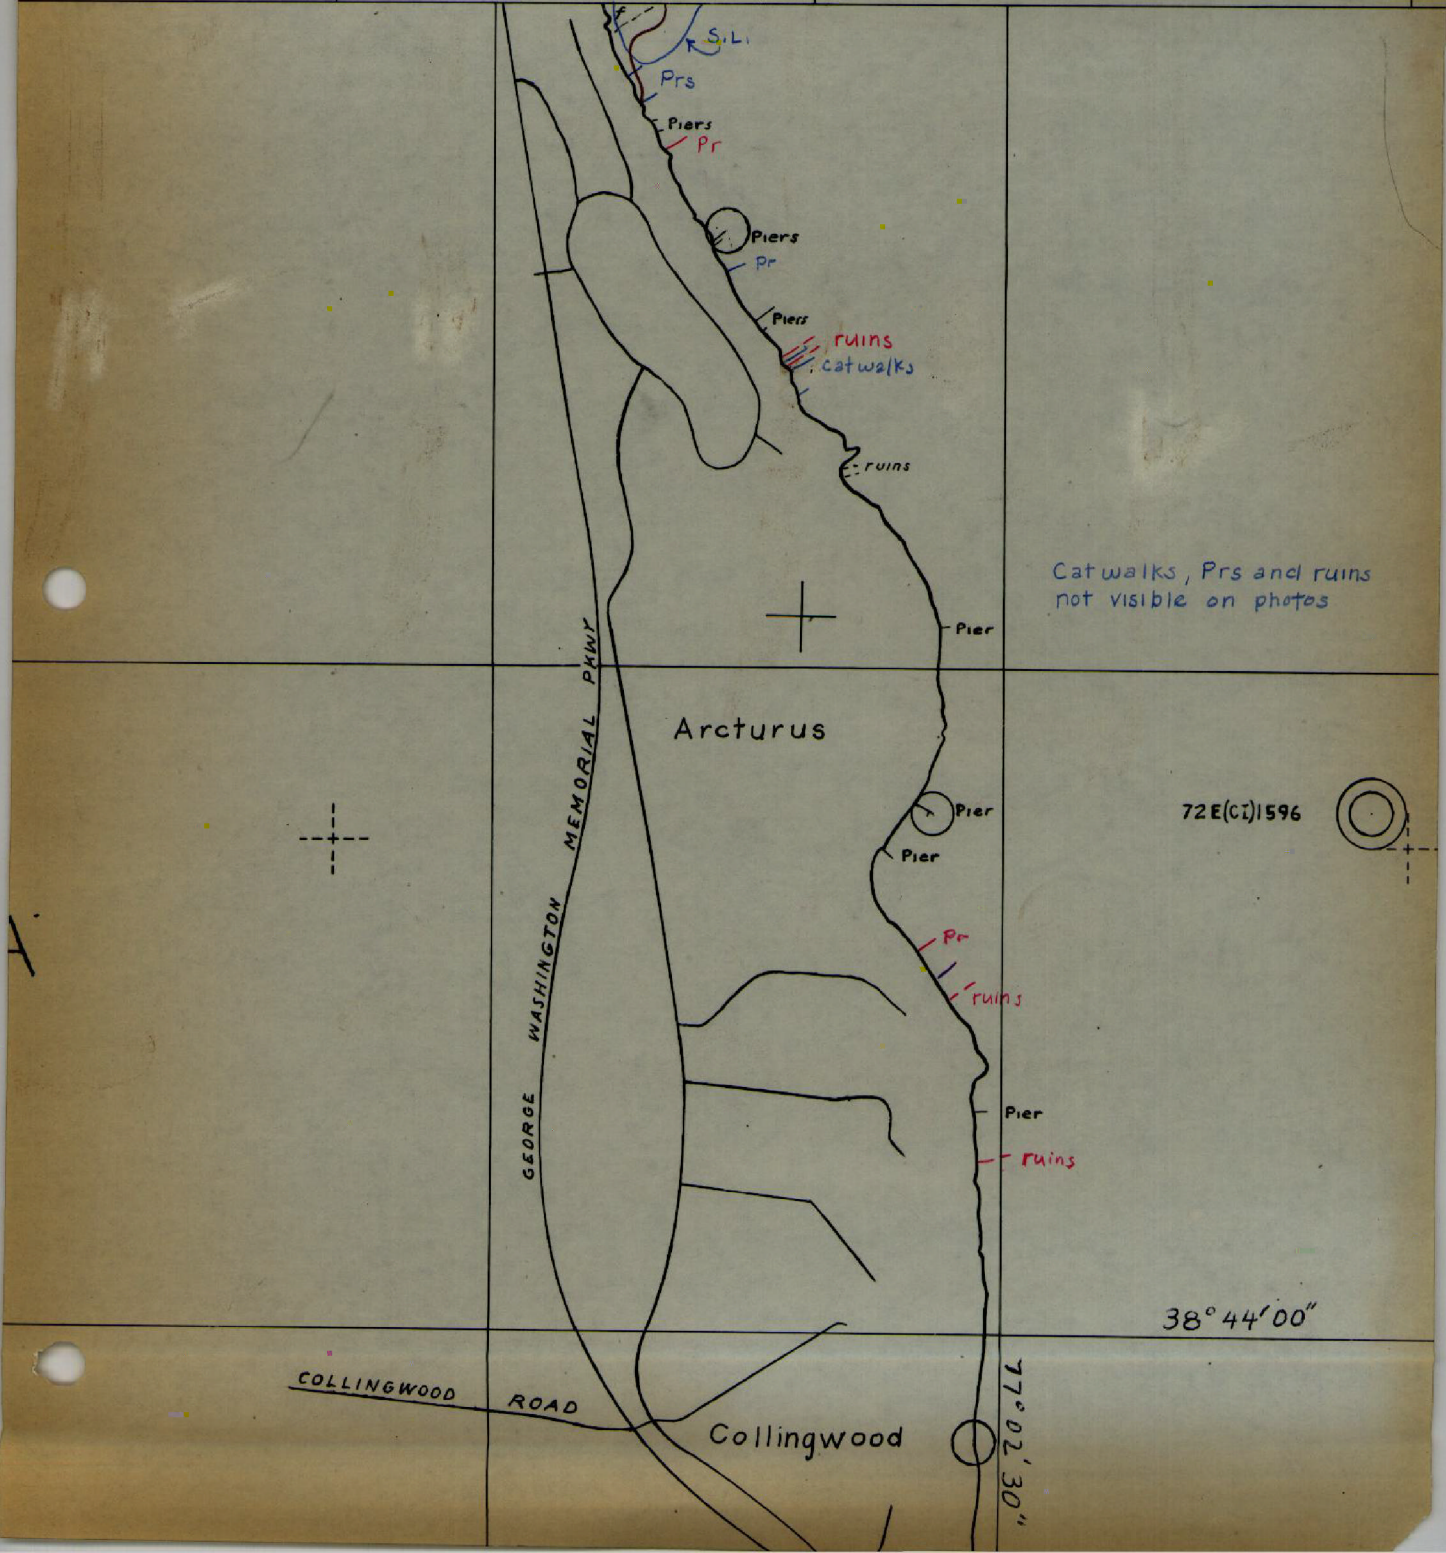 S.L.
Prs
Piers
Pr
Piers
Pr
Piers
ruins
catwalks
ruins
Catwalks, Prs and ruins
not visible on photos
Pier
GEORGE WASHINGTON MEMORIAL PKWY
Arcturus
Pier
72E(CI)1596
Pier
Pr
ruins
Pier
ruins
38°44'00"
77°02'30"
COLLINGWOOD ROAD
Collingwood